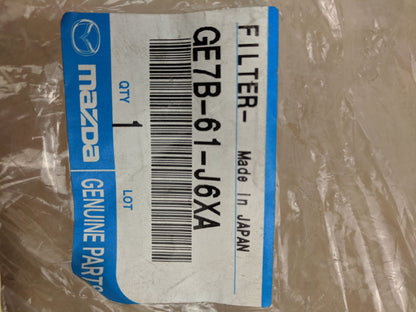 FILTER- Made In JAPAN
GE7B-61-J6XA
QTY 1 LOT
mazda GENUINE PARTS